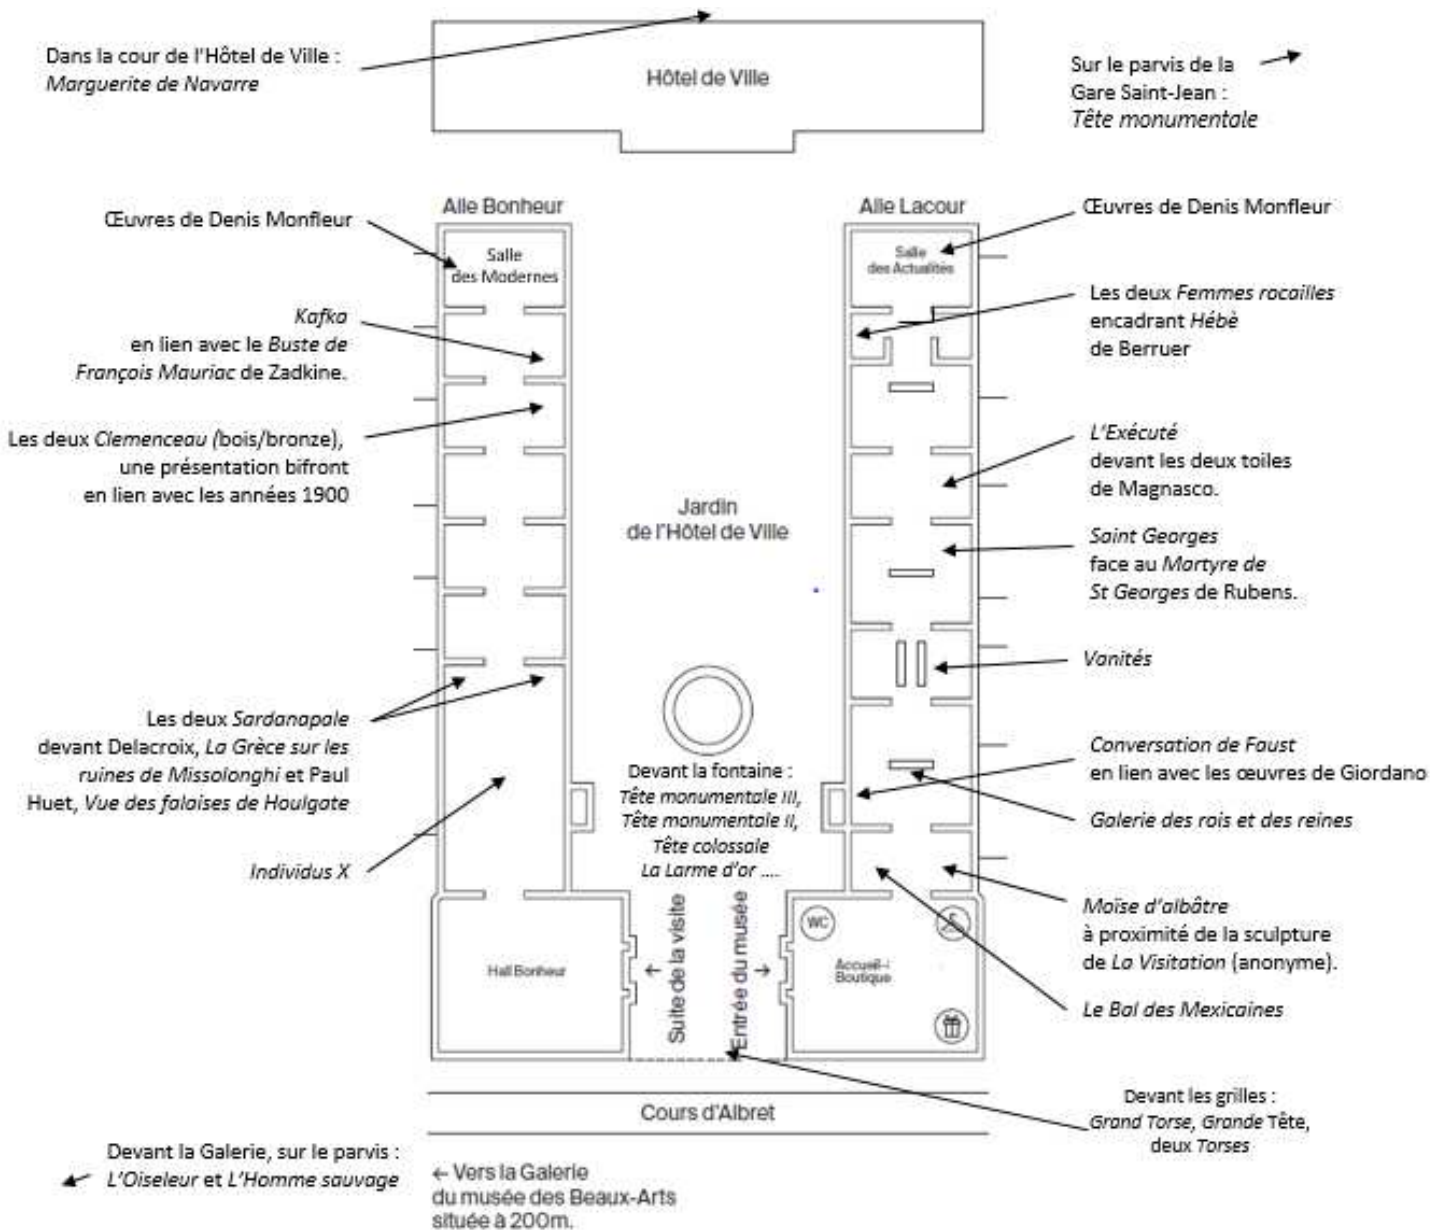 Dans la cour de l'Hôtel de Ville :
Marguerite de Navarre
Hôtel de Ville
Sur le parvis de la
Gare Saint-Jean :
Tête monumentale
Aile Bonheur
Aile Lacour
Œuvres de Denis Monfleur
Salle
des Modernes
Salle
des Actualités
Œuvres de Denis Monfleur
Kafka
en lien avec le Buste de
François Mauriac de Zadkine.
Les deux Femmes rocailles
encadrant Hébè
de Berruer
Les deux Clemenceau (bois/bronze),
une présentation bifront
en lien avec les années 1900
L'Exécuté
devant les deux toiles
de Magnasco.
Jardin
de l'Hôtel de Ville
Saint Georges
face au Martyre de
St Georges de Rubens.
Vanités
Les deux Sardanapale
devant Delacroix, La Grèce sur les
ruines de Missolonghi et Paul
Huet, Vue des falaises de Houlgate
Devant la fontaine :
Tête monumentale III,
Tête monumentale II,
Tête colossale
La Larme d'or ....
Conversation de Faust
en lien avec les œuvres de Giordano
Galerie des rois et des reines
Individus X
Moïse d'albâtre
à proximité de la sculpture
de La Visitation (anonyme).
Le Bal des Mexicaines
Hall Bonheur
← Suite de la visite
Entrée du musée →
WC
Accueil-i
Boutique
Cours d'Albret
Devant les grilles :
Grand Torse, Grande Tête,
deux Torses
Devant la Galerie, sur le parvis :
L'Oiseleur et L'Homme sauvage
← Vers la Galerie
du musée des Beaux-Arts
située à 200m.